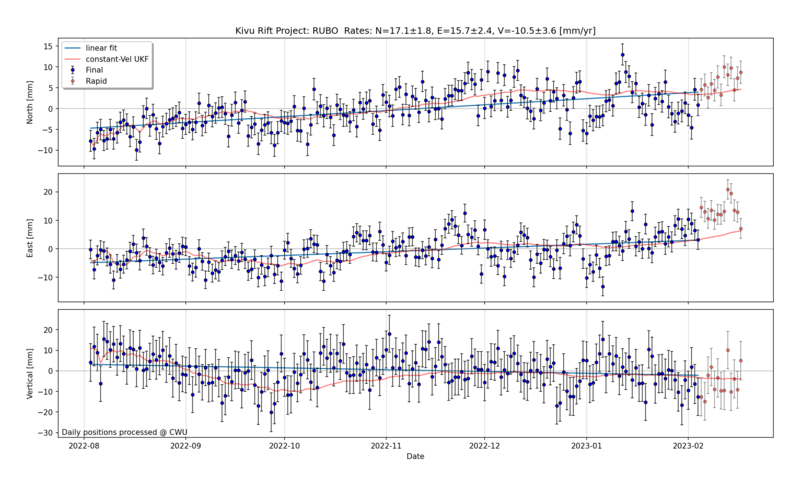 Kivu Rift Project: RUBO Rates: N=17.1±1.8, E=15.7±2.4, V=-10.5±3.6 [mm/yr]
linear fit
constant-Vel UKF
Final
Rapid
North [mm]
15
10
5
0
−5
−10
East [mm]
20
10
0
−10
Vertical [mm]
20
10
0
−10
−20
−30
Daily positions processed @ CWU
2022-08
2022-09
2022-10
2022-11
2022-12
2023-01
2023-02
Date